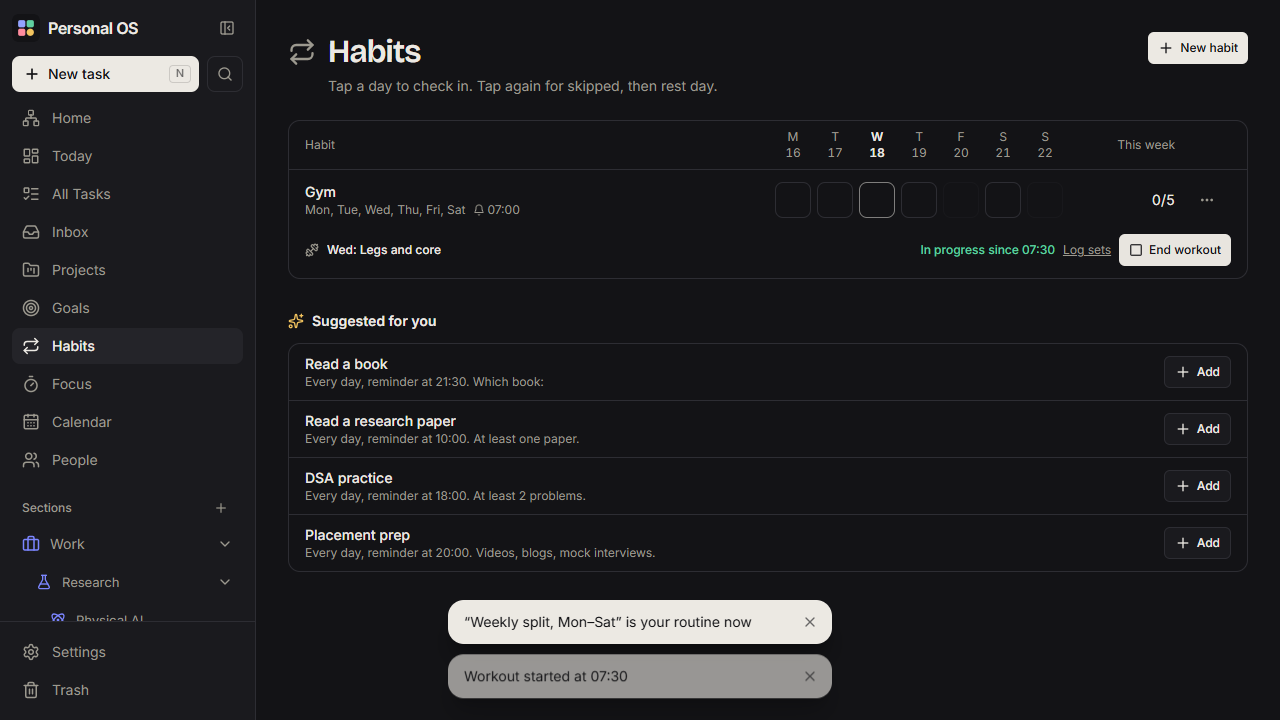 Personal OS
New task N
Home
Today
All Tasks
Inbox
Projects
Goals
Habits
Focus
Calendar
People
Sections
Work
Research
Physical AI
Settings
Trash
Habits
Tap a day to check in. Tap again for skipped, then rest day.
New habit
Habit M T W T F S S This week
16 17 18 19 20 21 22
Gym
Mon, Tue, Wed, Thu, Fri, Sat 07:00
0/5
Wed: Legs and core In progress since 07:30 Log sets End workout
Suggested for you
Read a book
Every day, reminder at 21:30. Which book:
Add
Read a research paper
Every day, reminder at 10:00. At least one paper.
Add
DSA practice
Every day, reminder at 18:00. At least 2 problems.
Add
Placement prep
Every day, reminder at 20:00. Videos, blogs, mock interviews.
Add
“Weekly split, Mon–Sat” is your routine now
Workout started at 07:30